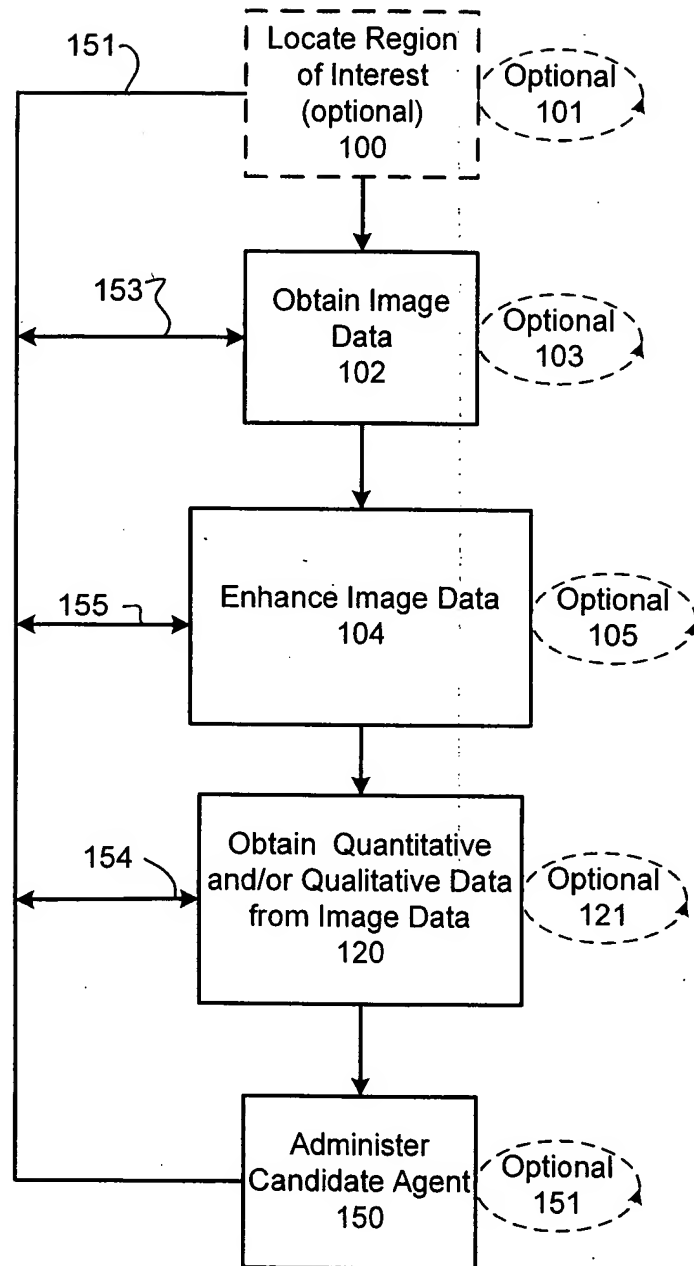 151
Locate Region
of Interest
(optional)
100
Optional
101
153
Obtain Image
Data
102
Optional
103
155
Enhance Image Data
104
Optional
105
154
Obtain Quantitative
and/or Qualitative Data
from Image Data
120
Optional
121
Administer
Candidate Agent
150
Optional
151